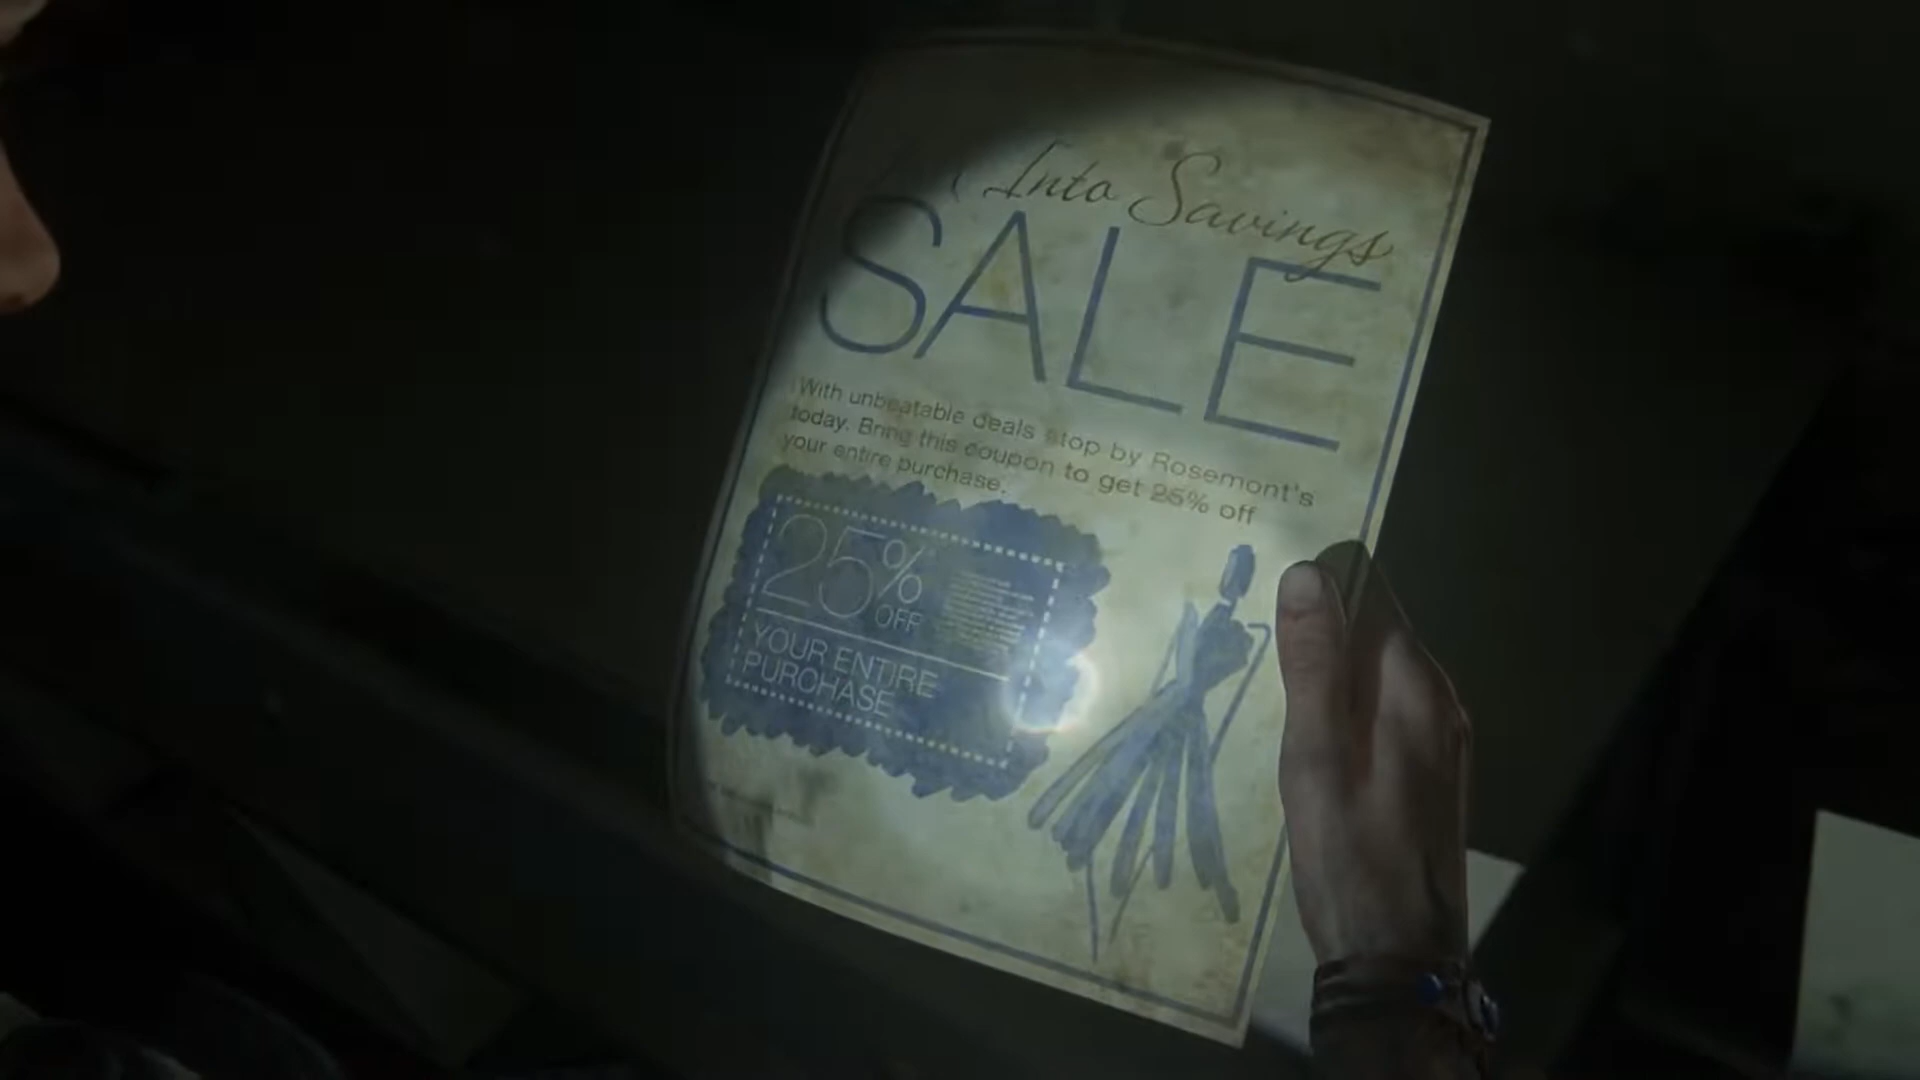 Into Savings
SALE
With unbeatable deals stop by Rosemont's
today. Bring this coupon to get 25% off
your entire purchase.
25%
OFF
YOUR ENTIRE
PURCHASE